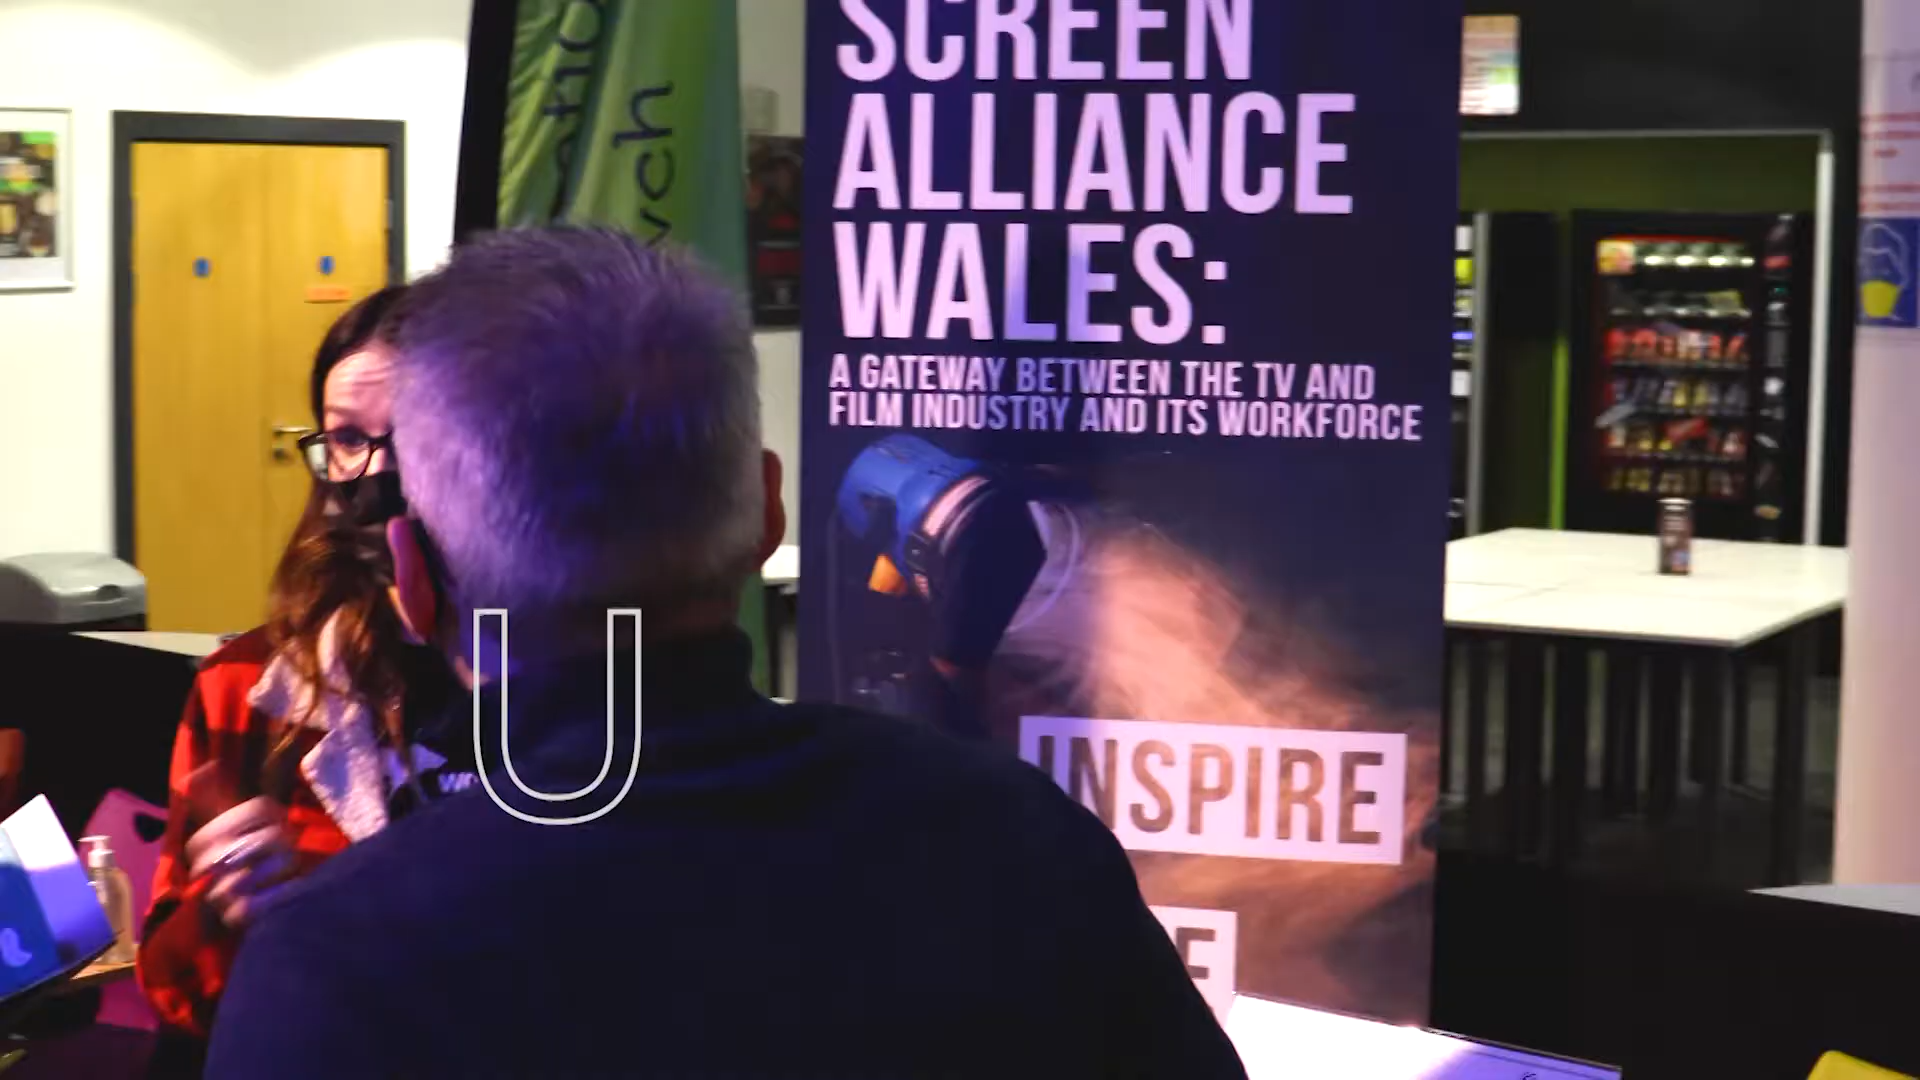 SCREEN
ALLIANCE
WALES:
A GATEWAY BETWEEN THE TV AND
FILM INDUSTRY AND ITS WORKFORCE
INSPIRE
U